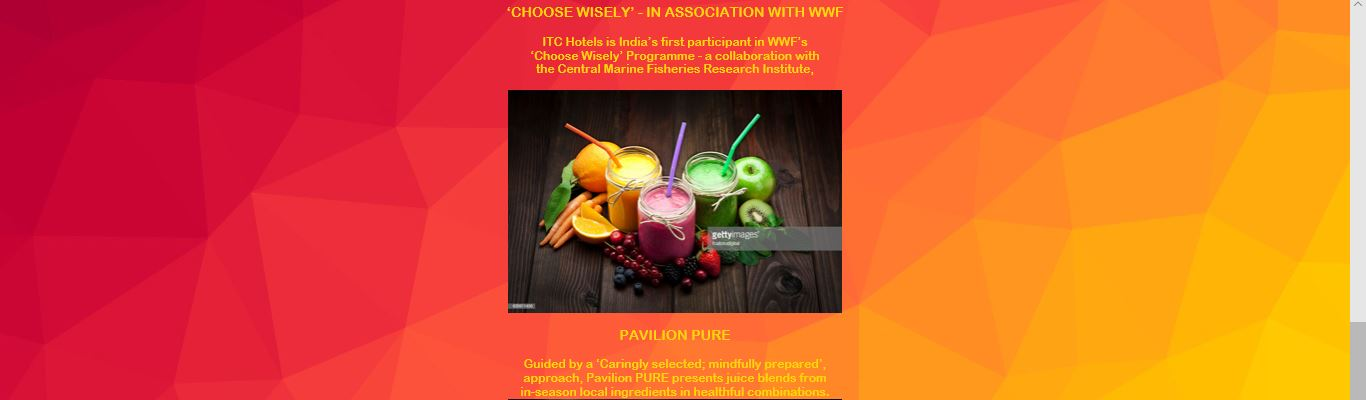 ‘CHOOSE WISELY’ - IN ASSOCIATION WITH WWF
ITC Hotels is India’s first participant in WWF’s
‘Choose Wisely’ Programme - a collaboration with
the Central Marine Fisheries Research Institute,
gettyimages
PAVILION PURE
Guided by a ‘Caringly selected; mindfully prepared’,
approach, Pavilion PURE presents juice blends from
in-season local ingredients in healthful combinations.